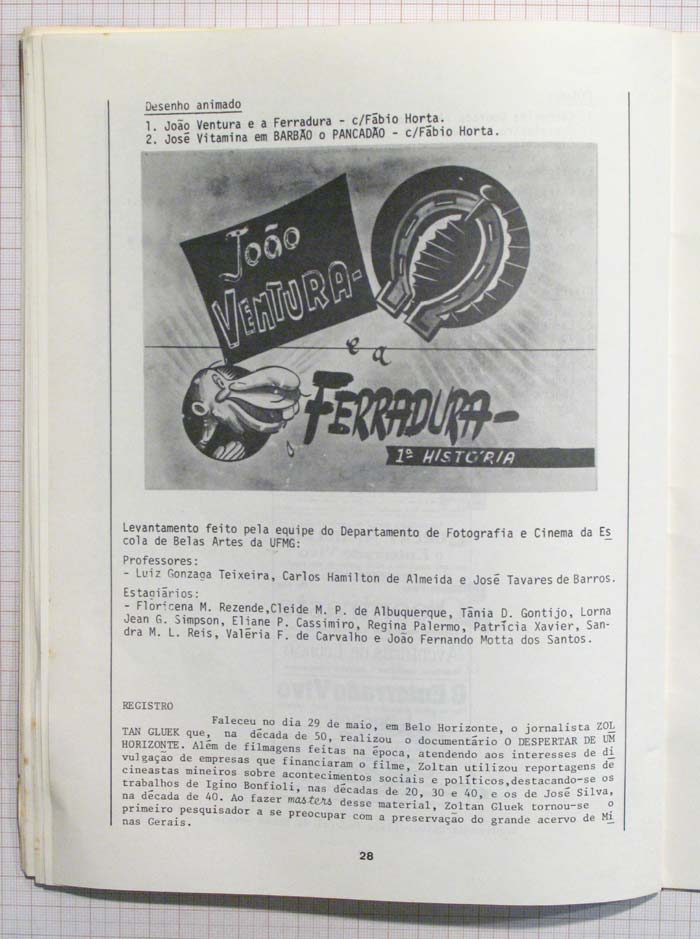 Desenho animado
1. João Ventura e a Ferradura - c/Fábio Horta.
2. José Vitamina em BARBÃO o PANCADÃO - c/Fábio Horta.
João
VENTURA-
e a
FERRADURA-
1ª HISTÓRIA
Levantamento feito pela equipe do Departamento de Fotografia e Cinema da Es
cola de Belas Artes da UFMG:
Professores:
- Luiz Gonzaga Teixeira, Carlos Hamilton de Almeida e José Tavares de Barros.
Estagiários:
- Floricena M. Rezende,Cleide M. P. de Albuquerque, Tânia D. Gontijo, Lorna
Jean G. Simpson, Eliane P. Cassimiro, Regina Palermo, Patrícia Xavier, San-
dra M. L. Reis, Valéria F. de Carvalho e João Fernando Motta dos Santos.
REGISTRO
Faleceu no dia 29 de maio, em Belo Horizonte, o jornalista ZOL
TAN GLUEK que, na década de 50, realizou o documentário O DESPERTAR DE UM
HORIZONTE. Além de filmagens feitas na época, atendendo aos interesses de di
vulgação de empresas que financiaram o filme, Zoltan utilizou reportagens de
cineastas mineiros sobre acontecimentos sociais e políticos,destacando-se os
trabalhos de Igino Bonfioli, nas décadas de 20, 30 e 40, e os de José Silva,
na década de 40. Ao fazer masters desse material, Zoltan Gluek tornou-se o
primeiro pesquisador a se preocupar com a preservação do grande acervo de Mi
nas Gerais.
28